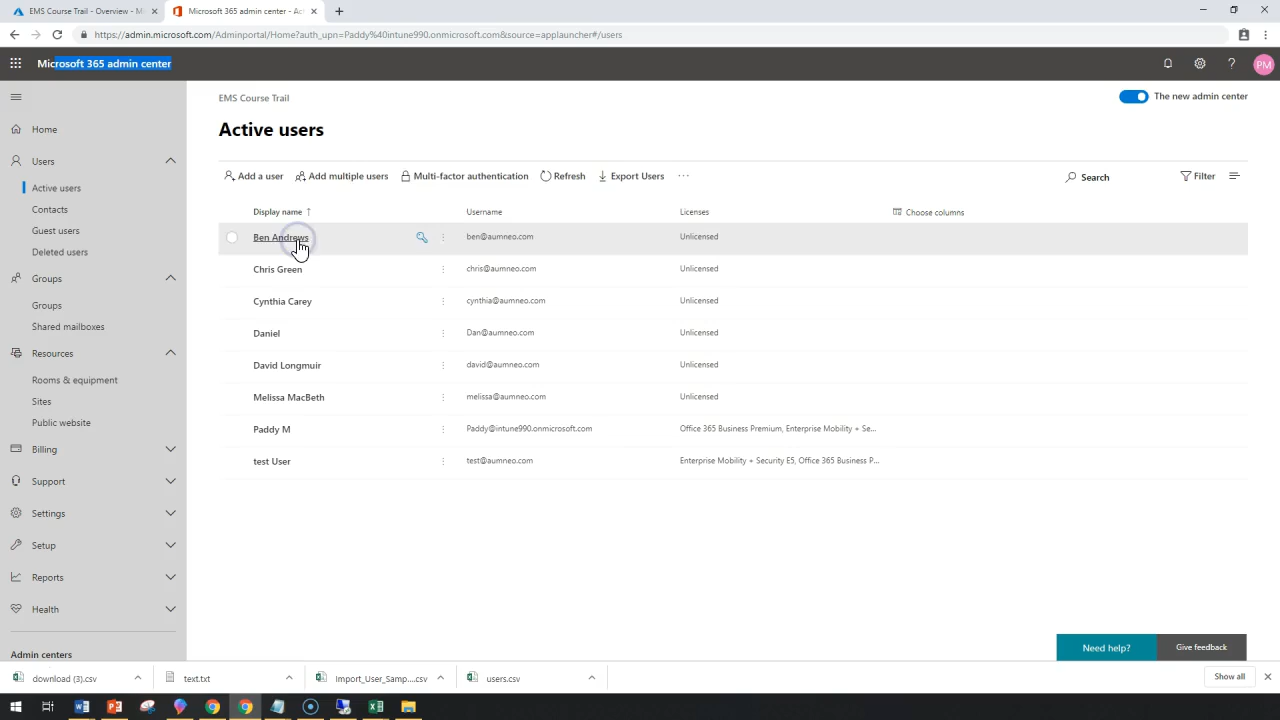 EMS Course Trail - Overview - Mi
Microsoft 365 admin center - Ac
https://admin.microsoft.com/Adminportal/Home?auth_upn=Paddy%40intune990.onmicrosoft.com&source=applauncher#/users
Microsoft 365 admin center
PM
EMS Course Trail
The new admin center
Home
Active users
Users
Add a user
Add multiple users
Multi-factor authentication
Refresh
Export Users
Search
Filter
Active users
Contacts
Guest users
Deleted users
Groups
Groups
Shared mailboxes
Resources
Rooms & equipment
Sites
Public website
Billing
Support
Settings
Setup
Reports
Health
Admin centers
Display name ↑ Username Licenses Choose columns
Ben Andrews ben@aumneo.com Unlicensed
Chris Green chris@aumneo.com Unlicensed
Cynthia Carey cynthia@aumneo.com Unlicensed
Daniel Dan@aumneo.com Unlicensed
David Longmuir david@aumneo.com Unlicensed
Melissa MacBeth melissa@aumneo.com Unlicensed
Paddy M Paddy@intune990.onmicrosoft.com Office 365 Business Premium, Enterprise Mobility + Se...
test User test@aumneo.com Enterprise Mobility + Security E5, Office 365 Business P...
Need help?
Give feedback
download (3).csv
text.txt
Import_User_Samp....csv
users.csv
Show all